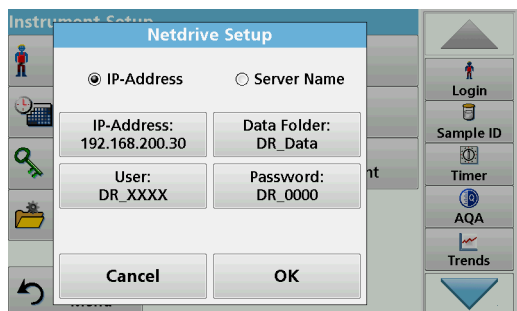 Instrument Setup
Netdrive Setup
IP-Address
Server Name
IP-Address:
192.168.200.30
Data Folder:
DR_Data
User:
DR_XXXX
Password:
DR_0000
Cancel
OK
Login
Sample ID
Timer
AQA
Trends